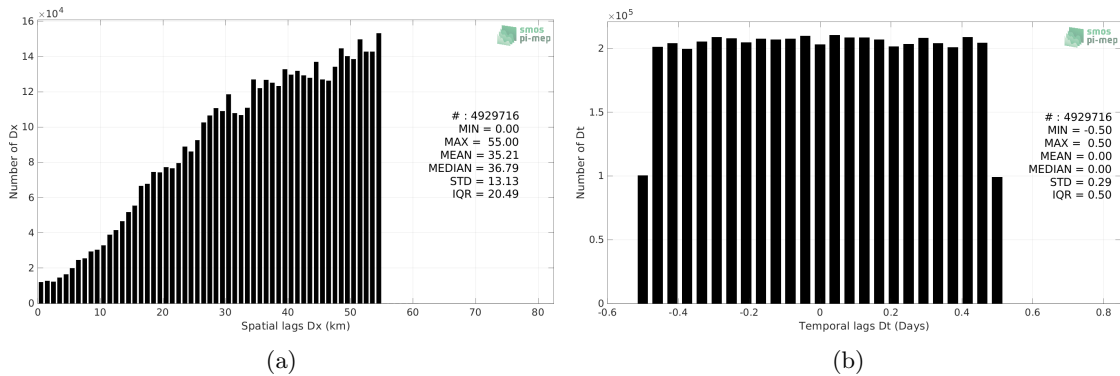 ×10⁴
16
14
12
10
8
6
4
2
0
Number of Dx
0 10 20 30 40 50 60 70 80
Spatial lags Dx (km)
smos
pi-mep
# : 4929716
MIN = 0.00
MAX = 55.00
MEAN = 35.21
MEDIAN = 36.79
STD = 13.13
IQR = 20.49
(a)
×10⁵
2
1.5
1
0.5
0
Number of Dt
-0.6 -0.4 -0.2 0 0.2 0.4 0.6 0.8
Temporal lags Dt (Days)
smos
pi-mep
# : 4929716
MIN = -0.50
MAX = 0.50
MEAN = 0.00
MEDIAN = 0.00
STD = 0.29
IQR = 0.50
(b)